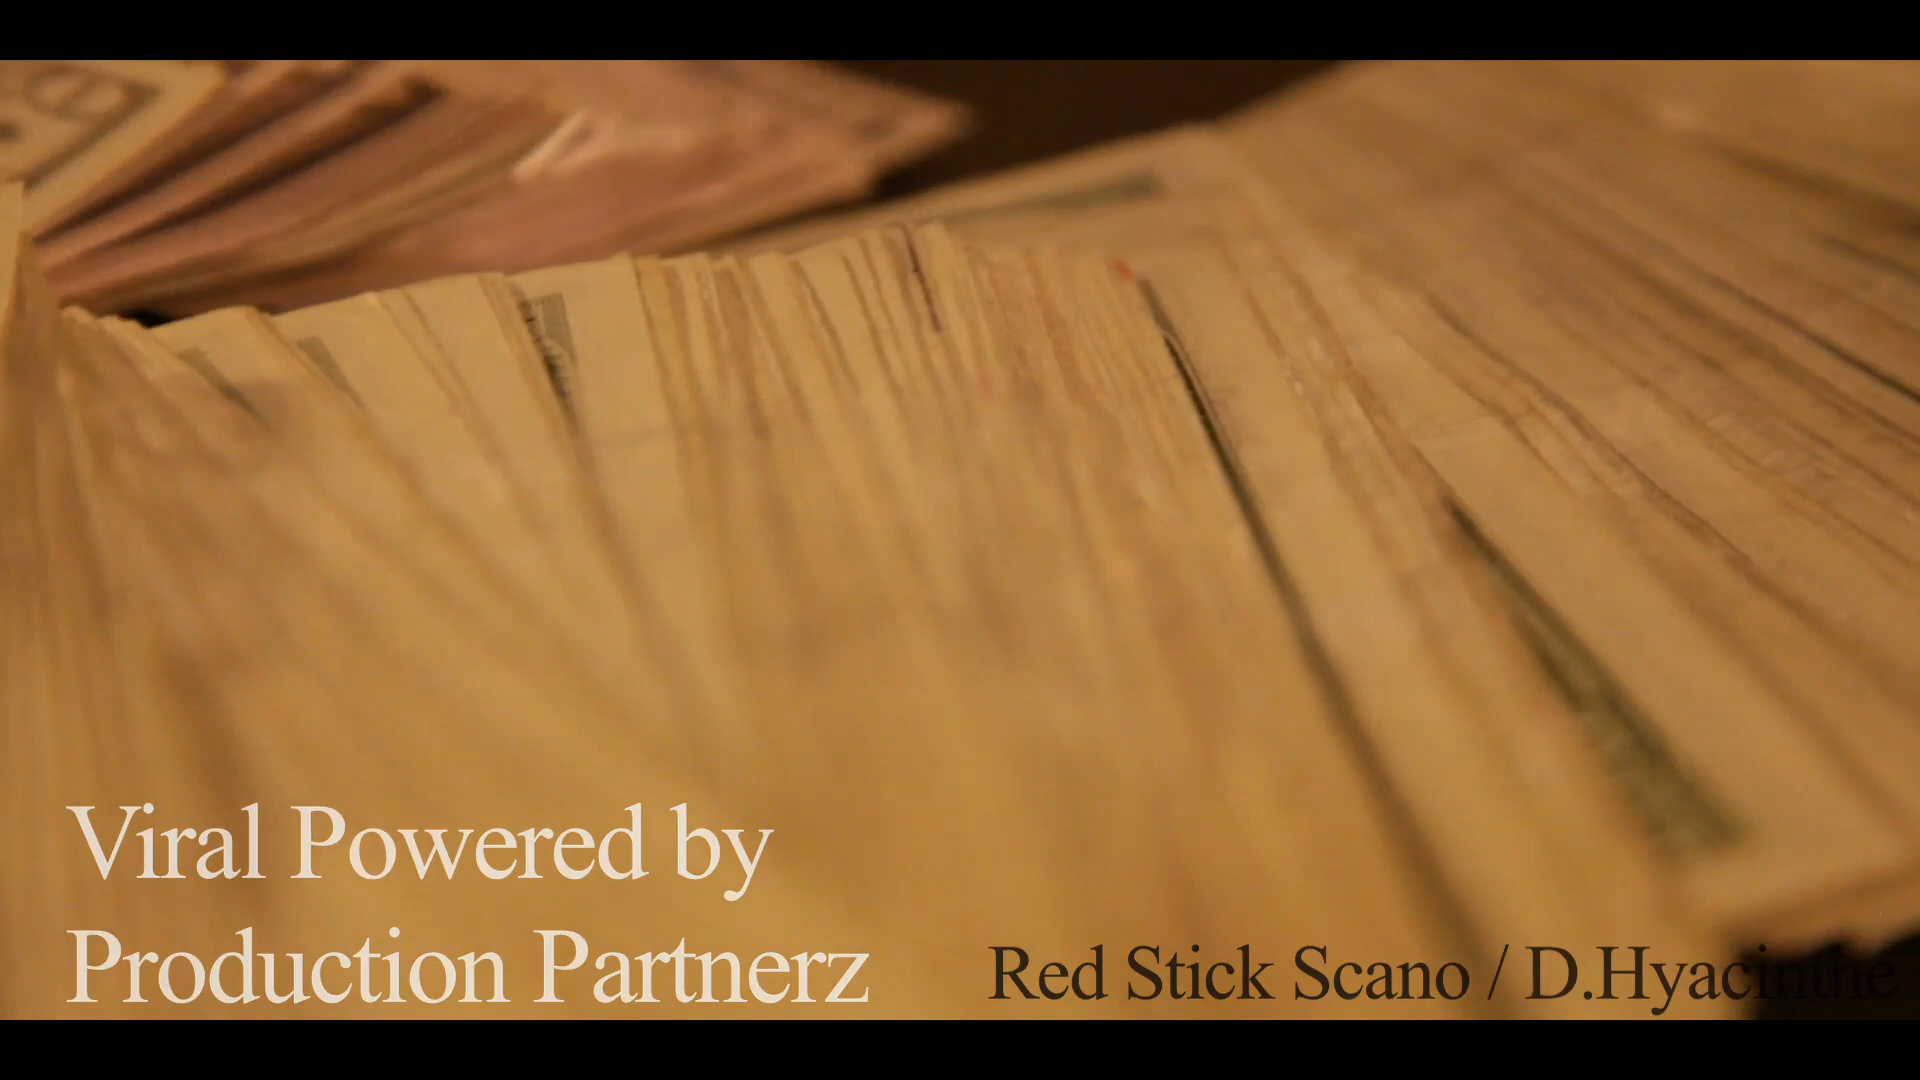 Viral Powered by
Production Partnerz
Red Stick Scano / D.Hyacinthe